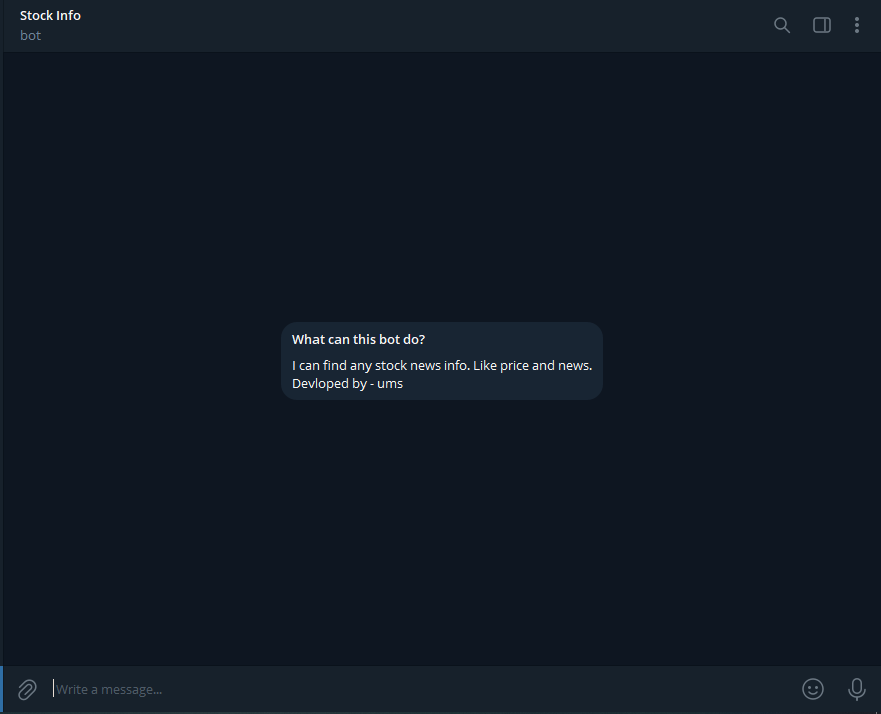 Stock Info
bot
What can this bot do?
I can find any stock news info. Like price and news.
Devloped by - ums
Write a message...